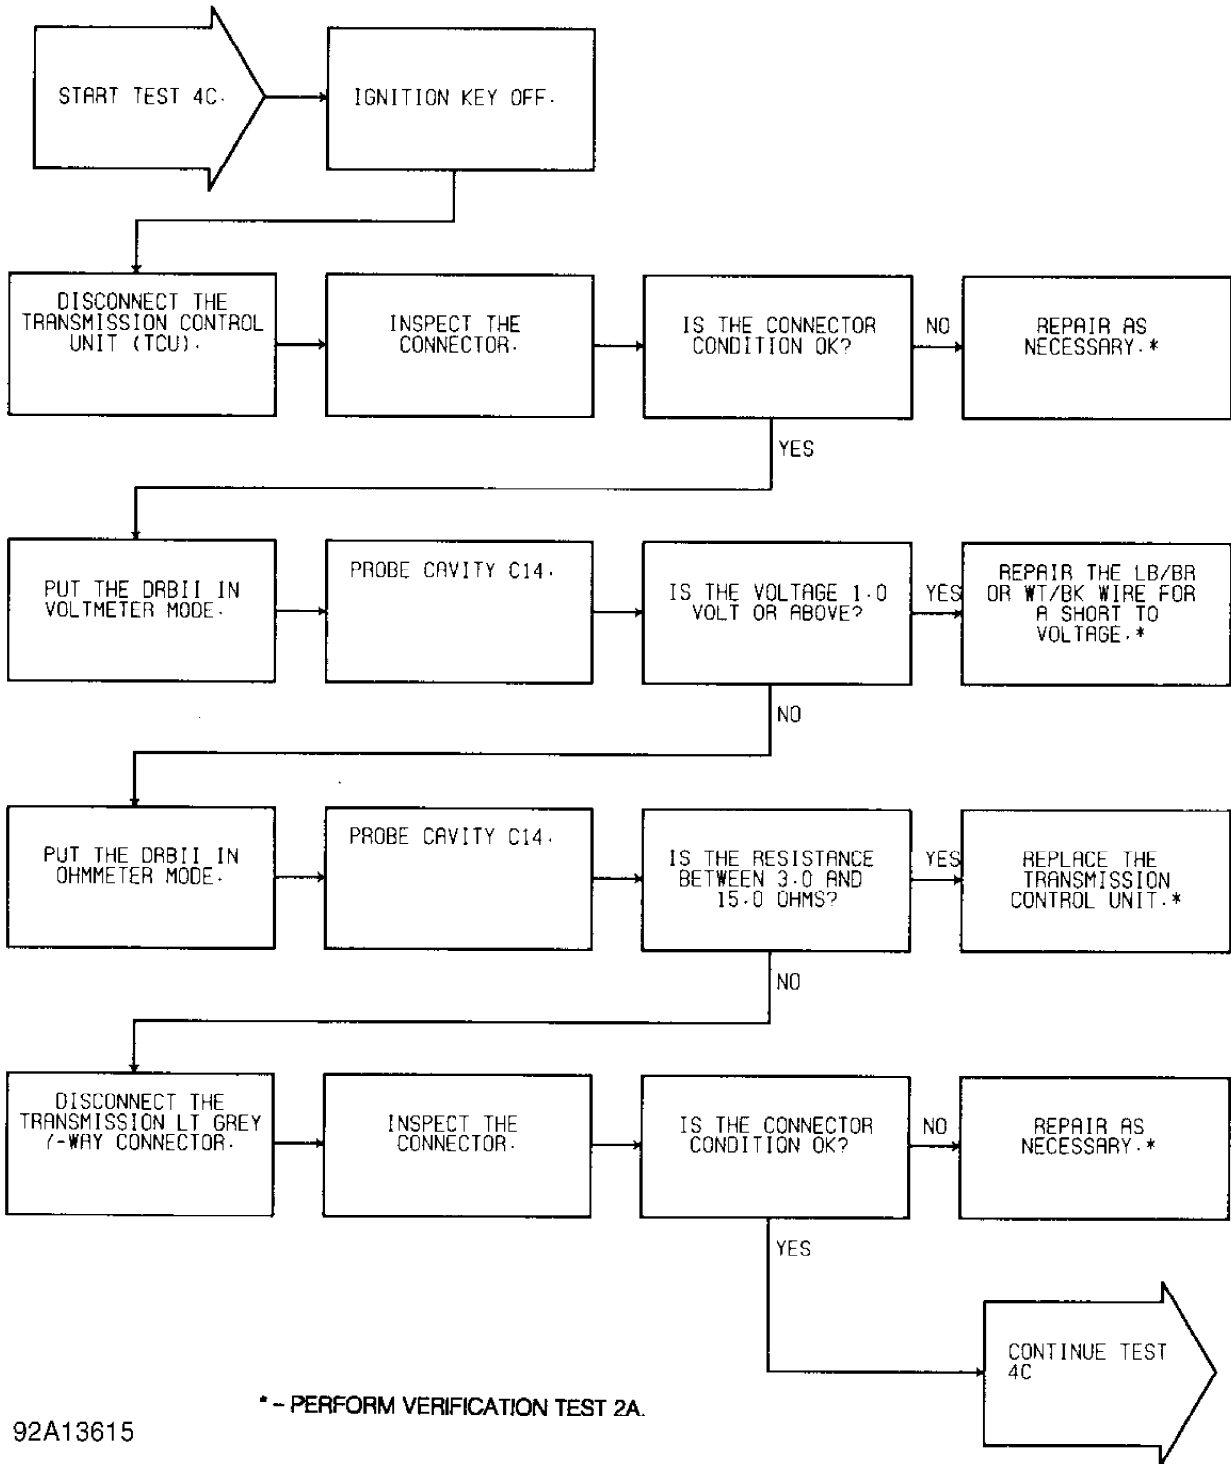 START TEST 4C.
IGNITION KEY OFF.
DISCONNECT THE
TRANSMISSION CONTROL
UNIT (TCU).
INSPECT THE
CONNECTOR.
IS THE CONNECTOR
CONDITION OK?
NO
REPAIR AS
NECESSARY.*
YES
PUT THE DRBII IN
VOLTMETER MODE.
PROBE CAVITY C14.
IS THE VOLTAGE 1.0
VOLT OR ABOVE?
YES
REPAIR THE LB/BR
OR WT/BK WIRE FOR
A SHORT TO
VOLTAGE.*
NO
PUT THE DRBII IN
OHMMETER MODE.
PROBE CAVITY C14.
IS THE RESISTANCE
BETWEEN 3.0 AND
15.0 OHMS?
YES
REPLACE THE
TRANSMISSION
CONTROL UNIT.*
NO
DISCONNECT THE
TRANSMISSION LT GREY
7-WAY CONNECTOR.
INSPECT THE
CONNECTOR.
IS THE CONNECTOR
CONDITION OK?
NO
REPAIR AS
NECESSARY.*
YES
CONTINUE TEST
4C
* - PERFORM VERIFICATION TEST 2A.
92A13615